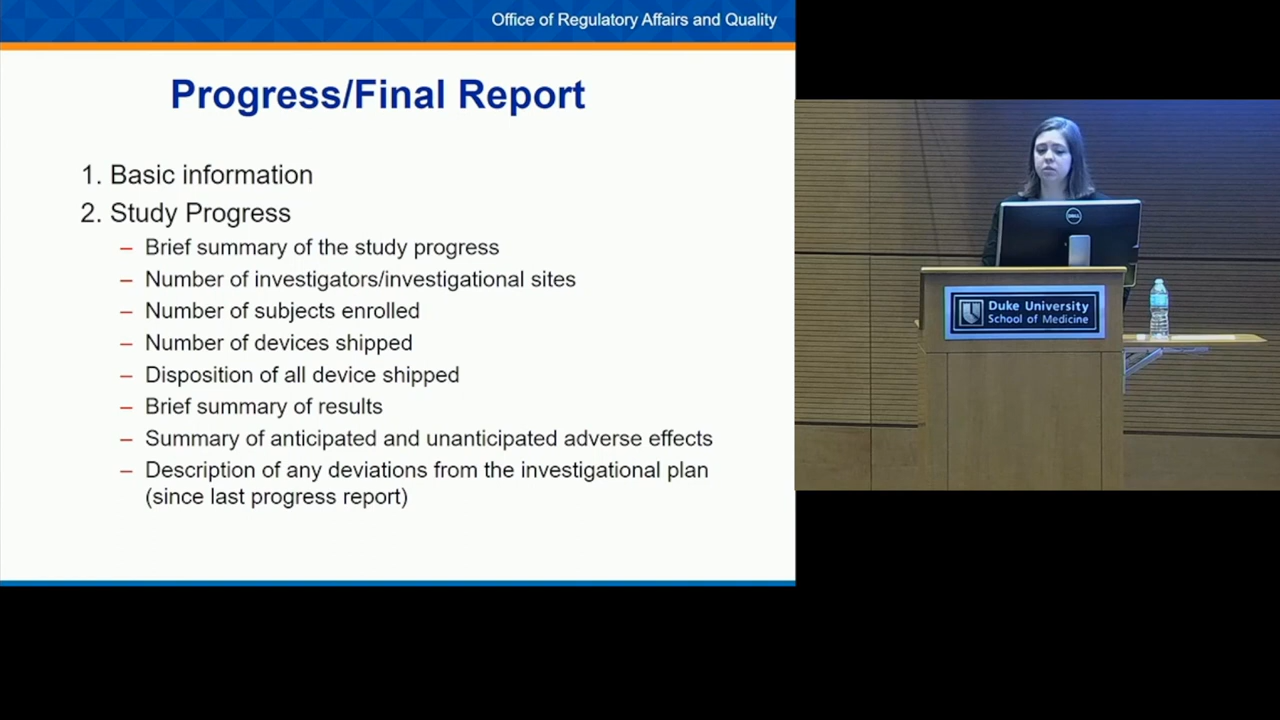 Office of Regulatory Affairs and Quality
Progress/Final Report
1. Basic information
2. Study Progress
– Brief summary of the study progress
– Number of investigators/investigational sites
– Number of subjects enrolled
– Number of devices shipped
– Disposition of all device shipped
– Brief summary of results
– Summary of anticipated and unanticipated adverse effects
– Description of any deviations from the investigational plan
(since last progress report)
DELL
Duke University
School of Medicine